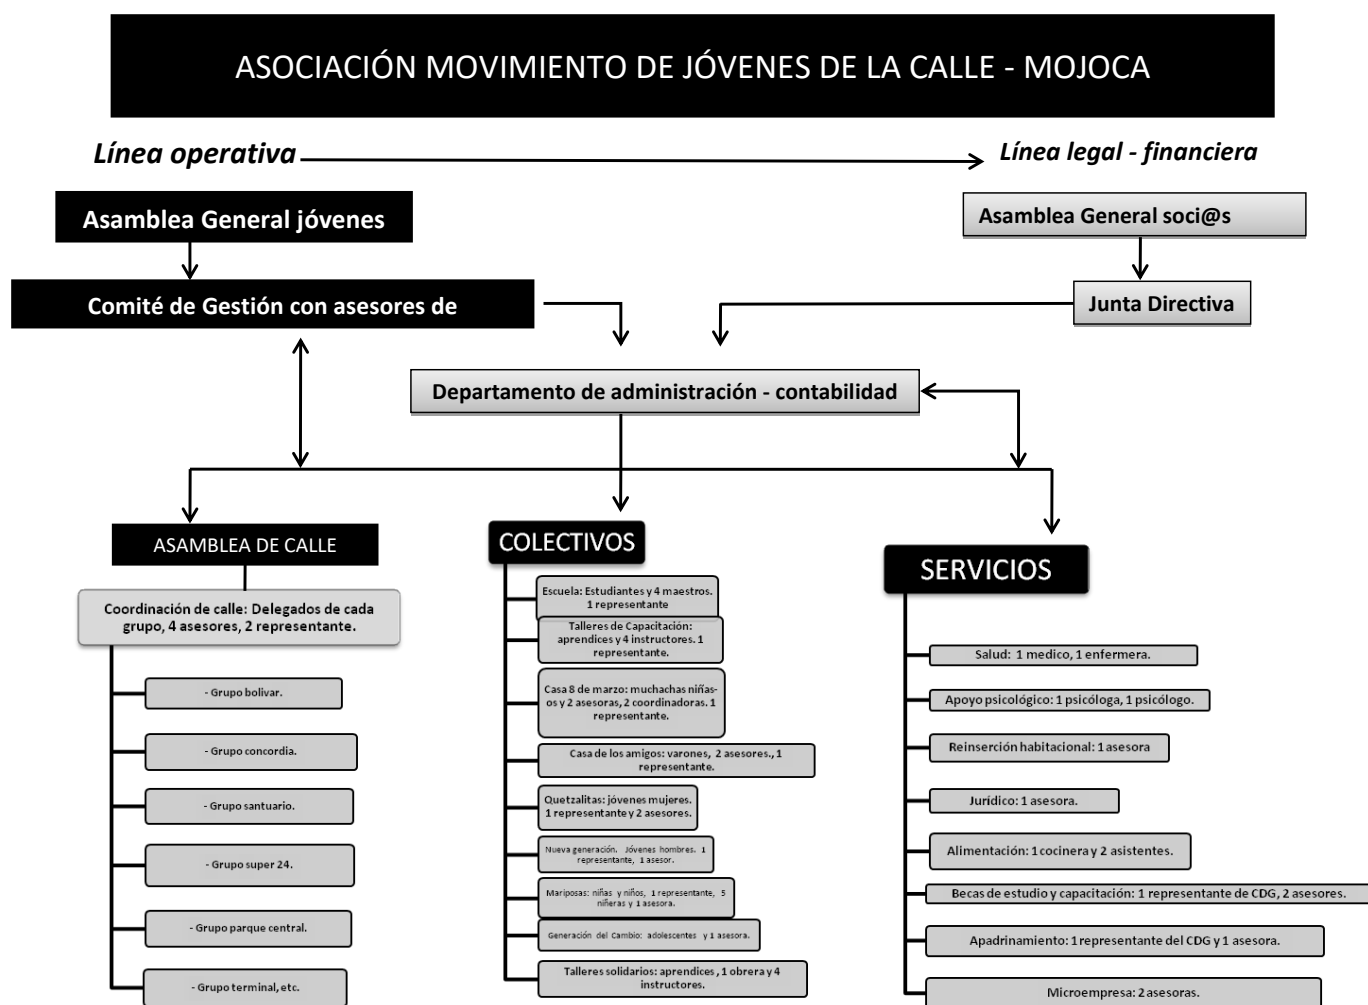 ASOCIACIÓN MOVIMIENTO DE JÓVENES DE LA CALLE - MOJOCA
Línea operativa
Línea legal - financiera
Asamblea General jóvenes
Asamblea General soci@s
Comité de Gestión con asesores de
Junta Directiva
Departamento de administración - contabilidad
ASAMBLEA DE CALLE
Coordinación de calle: Delegados de cada
grupo, 4 asesores, 2 representante.
- Grupo bolivar.
- Grupo concordia.
- Grupo santuario.
- Grupo super 24.
- Grupo parque central.
- Grupo terminal, etc.
COLECTIVOS
Escuela: Estudiantes y 4 maestros.
1 representante
Talleres de Capacitación:
aprendices y 4 instructores. 1
representante.
Casa 8 de marzo: muchachas niñas-
os y 2 asesoras, 2 coordinadoras. 1
representante.
Casa de los amigos: varones, 2 asesores., 1
representante.
Quetzalitas: jóvenes mujeres.
1 representante y 2 asesores.
Nueva generación. Jóvenes hombres. 1
representante, 1 asesor.
Mariposas: niñas y niños, 1 representante, 5
niñeras y 1 asesora.
Generación del Cambio: adolescentes y 1 asesora.
Talleres solidarios: aprendices, 1 obrera y 4
instructores.
SERVICIOS
Salud: 1 medico, 1 enfermera.
Apoyo psicológico: 1 psicóloga, 1 psicólogo.
Reinserción habitacional: 1 asesora
Jurídico: 1 asesora.
Alimentación: 1 cocinera y 2 asistentes.
Becas de estudio y capacitación: 1 representante de CDG, 2 asesores.
Apadrinamiento: 1 representante del CDG y 1 asesora.
Microempresa: 2 asesoras.